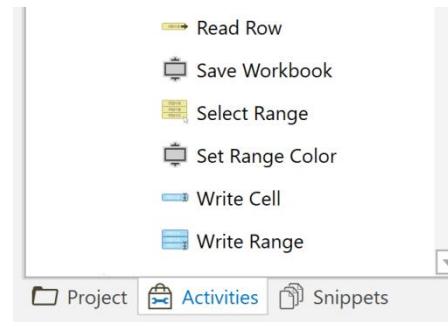 Read Row
Save Workbook
Select Range
Set Range Color
Write Cell
Write Range
Project Activities Snippets